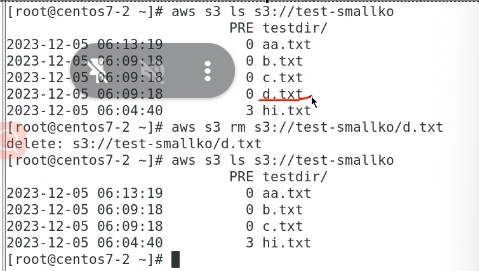 [root@centos7-2 ~]# aws s3 ls s3://test-smallko
PRE testdir/
2023-12-05 06:13:19 0 aa.txt
2023-12-05 06:09:18 0 b.txt
2023-12-05 06:09:18 0 c.txt
2023-12-05 06:09:18 0 d.txt
2023-12-05 06:04:40 3 hi.txt
[root@centos7-2 ~]# aws s3 rm s3://test-smallko/d.txt
delete: s3://test-smallko/d.txt
[root@centos7-2 ~]# aws s3 ls s3://test-smallko
PRE testdir/
2023-12-05 06:13:19 0 aa.txt
2023-12-05 06:09:18 0 b.txt
2023-12-05 06:09:18 0 c.txt
2023-12-05 06:04:40 3 hi.txt
[root@centos7-2 ~]#